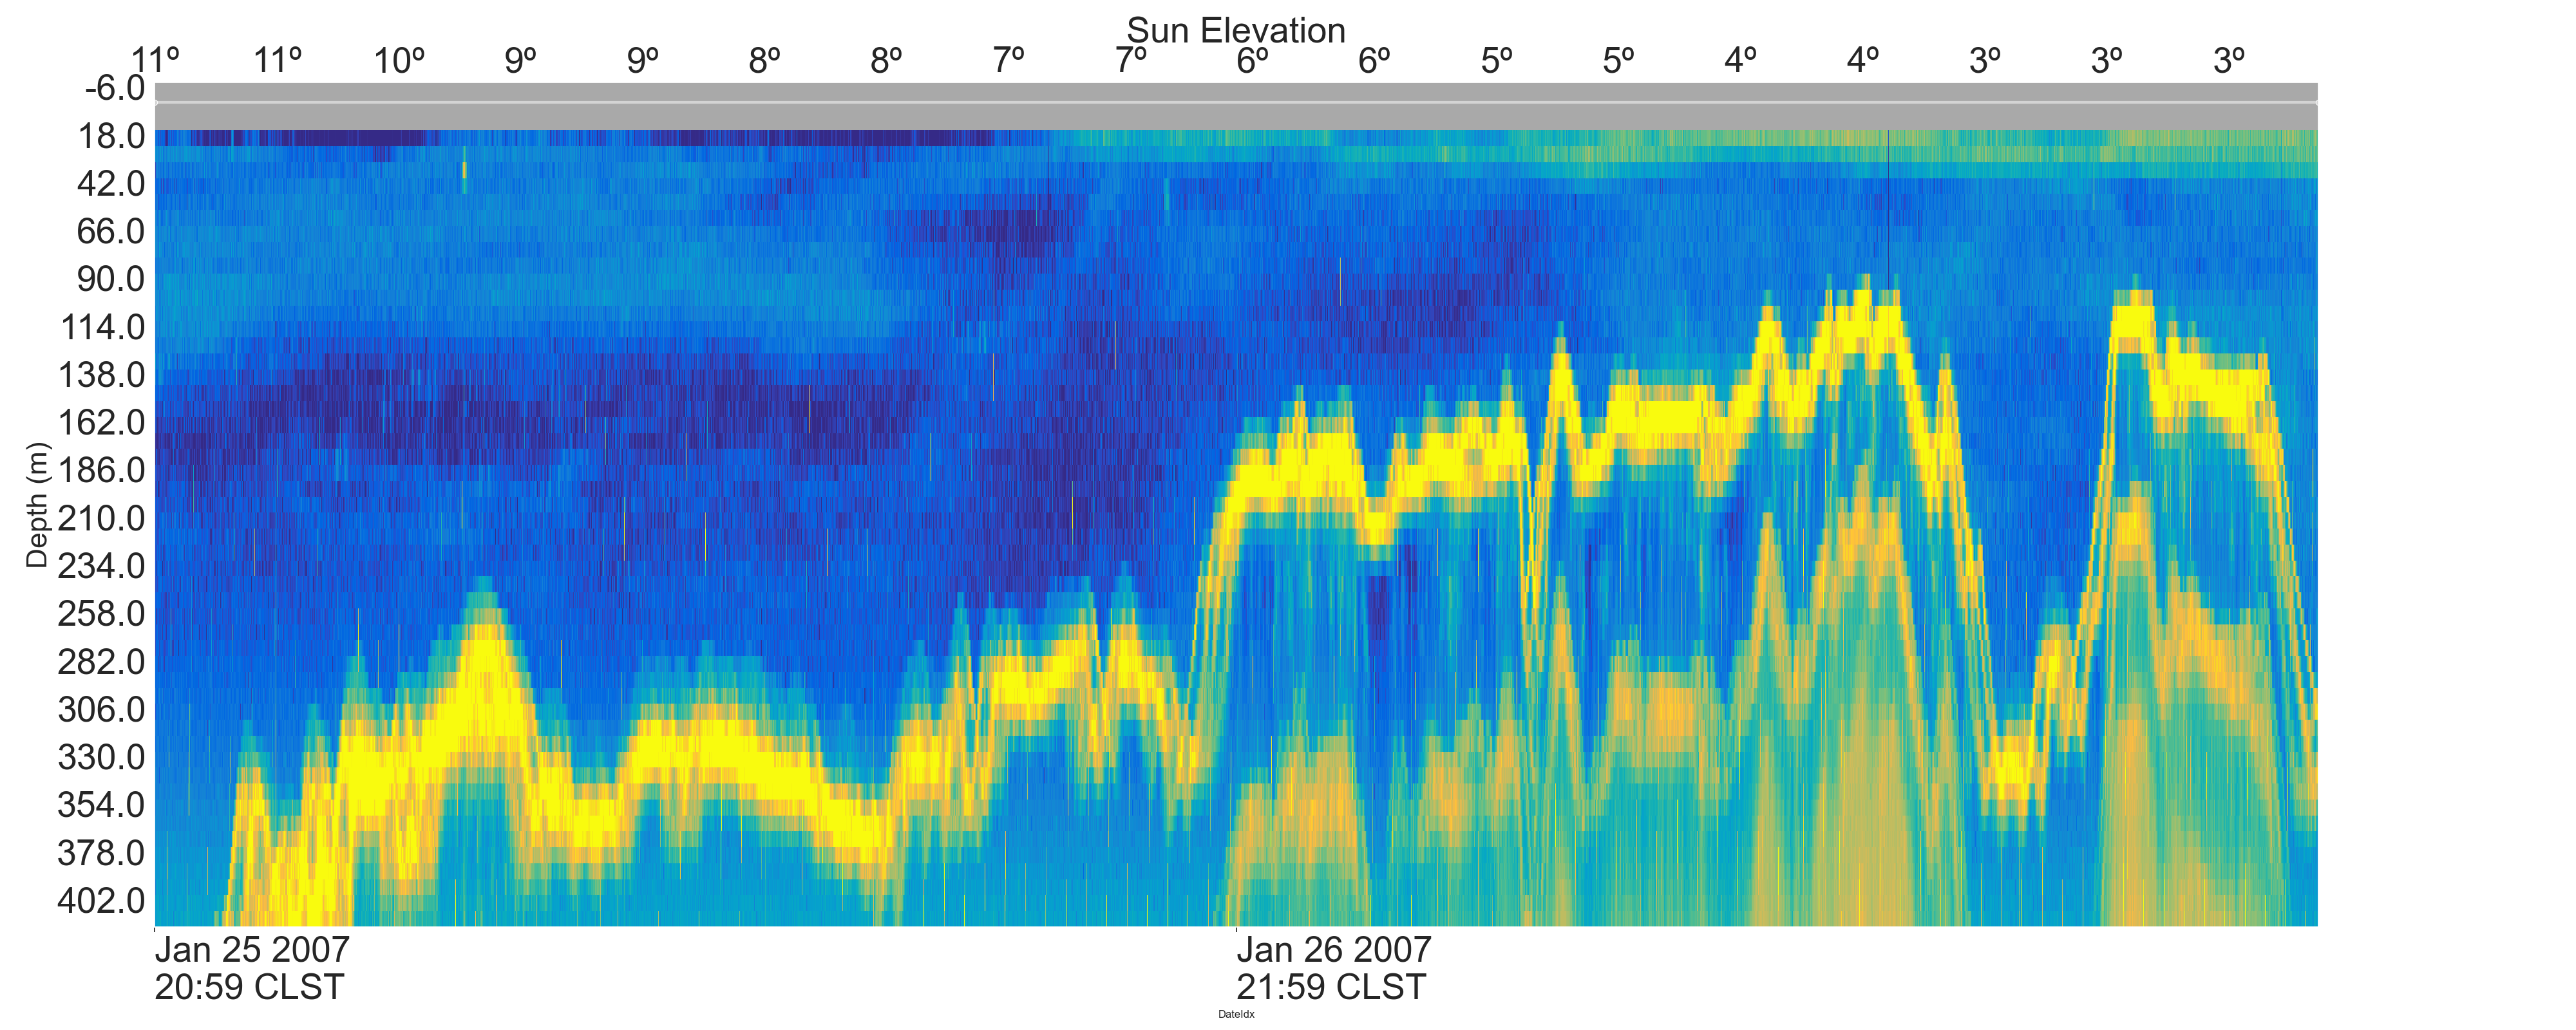 Sun Elevation
11º 11º 10º 9º 9º 8º 8º 7º 7º 6º 6º 5º 5º 4º 4º 3º 3º 3º
-6.0
18.0
42.0
66.0
90.0
114.0
138.0
162.0
186.0
210.0
234.0
258.0
282.0
306.0
330.0
354.0
378.0
402.0
Depth (m)
Jan 25 2007
20:59 CLST
Jan 26 2007
21:59 CLST
DateIdx